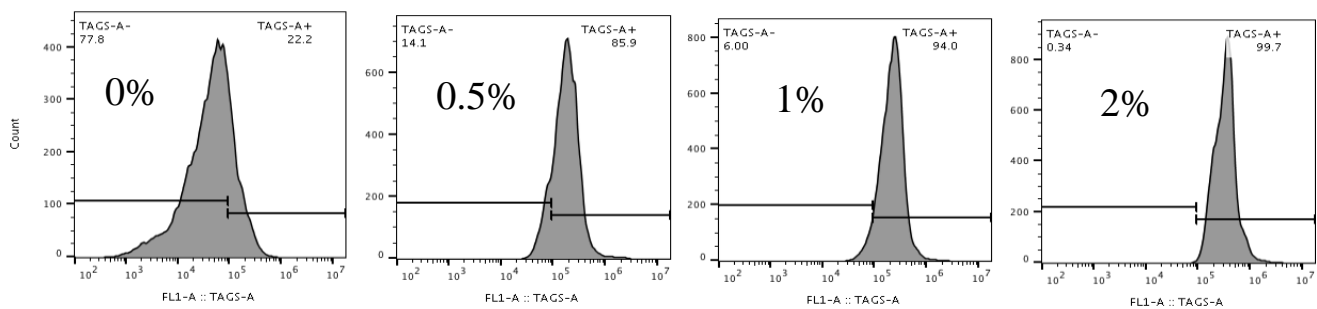 TAGS-A- TAGS-A+
77.8 22.2
0%
400
300
200
100
0
Count
10^2 10^3 10^4 10^5 10^6 10^7
FL1-A :: TAGS-A
TAGS-A- TAGS-A+
14.1 85.9
0.5%
600
400
200
0
10^2 10^3 10^4 10^5 10^6 10^7
FL1-A :: TAGS-A
TAGS-A- TAGS-A+
6.00 94.0
1%
800
600
400
200
0
10^2 10^3 10^4 10^5 10^6 10^7
FL1-A :: TAGS-A
TAGS-A- TAGS-A+
0.34 99.7
2%
800
600
400
200
0
10^2 10^3 10^4 10^5 10^6 10^7
FL1-A :: TAGS-A